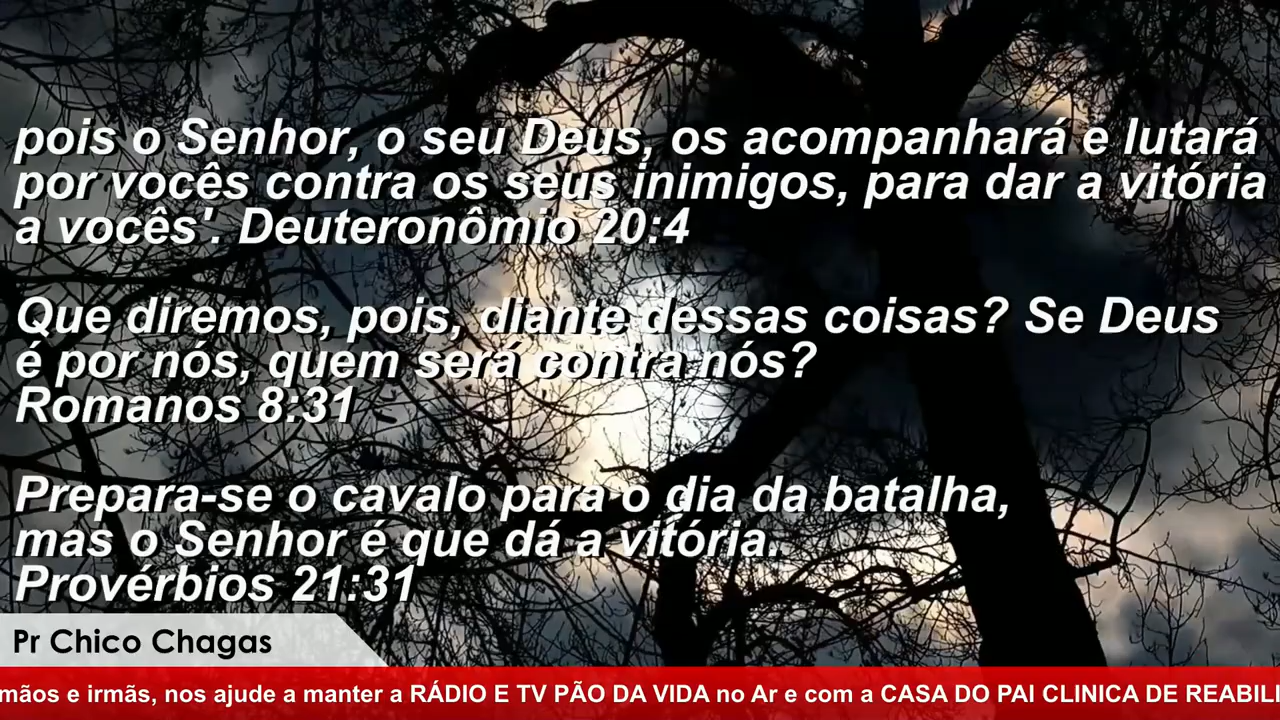 pois o Senhor, o seu Deus, os acompanhará e lutará
por vocês contra os seus inimigos, para dar a vitória
a vocês'. Deuteronômio 20:4
Que diremos, pois, diante dessas coisas? Se Deus
é por nós, quem será contra nós?
Romanos 8:31
Prepara-se o cavalo para o dia da batalha,
mas o Senhor é que dá a vitória.
Provérbios 21:31
Pr Chico Chagas
mãos e irmãs, nos ajude a manter a RÁDIO E TV PÃO DA VIDA no Ar e com a CASA DO PAI CLINICA DE REABILI